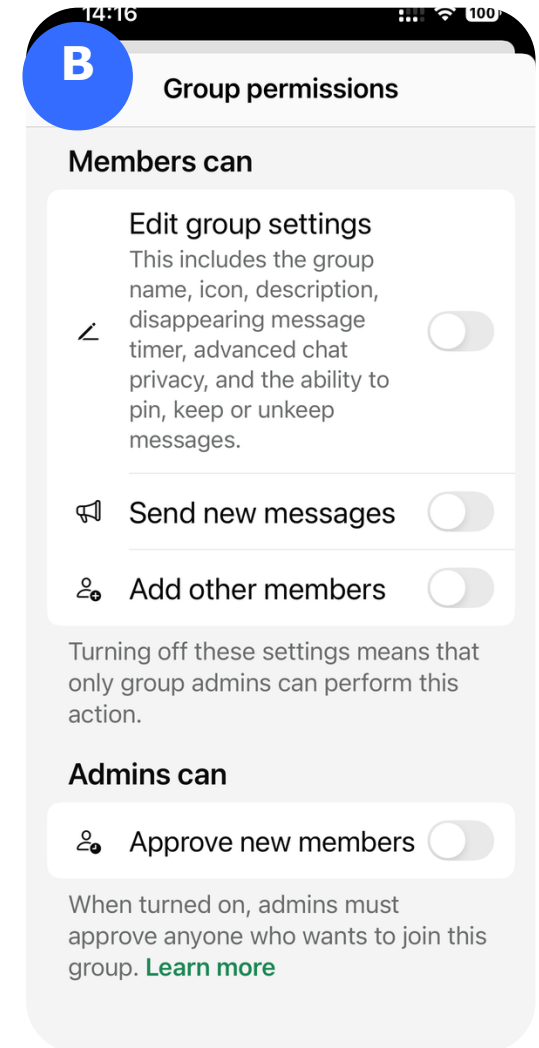 14:16
100
B
Group permissions
Members can
Edit group settings
This includes the group
name, icon, description,
disappearing message
timer, advanced chat
privacy, and the ability to
pin, keep or unkeep
messages.
Send new messages
Add other members
Turning off these settings means that
only group admins can perform this
action.
Admins can
Approve new members
When turned on, admins must
approve anyone who wants to join this
group. Learn more